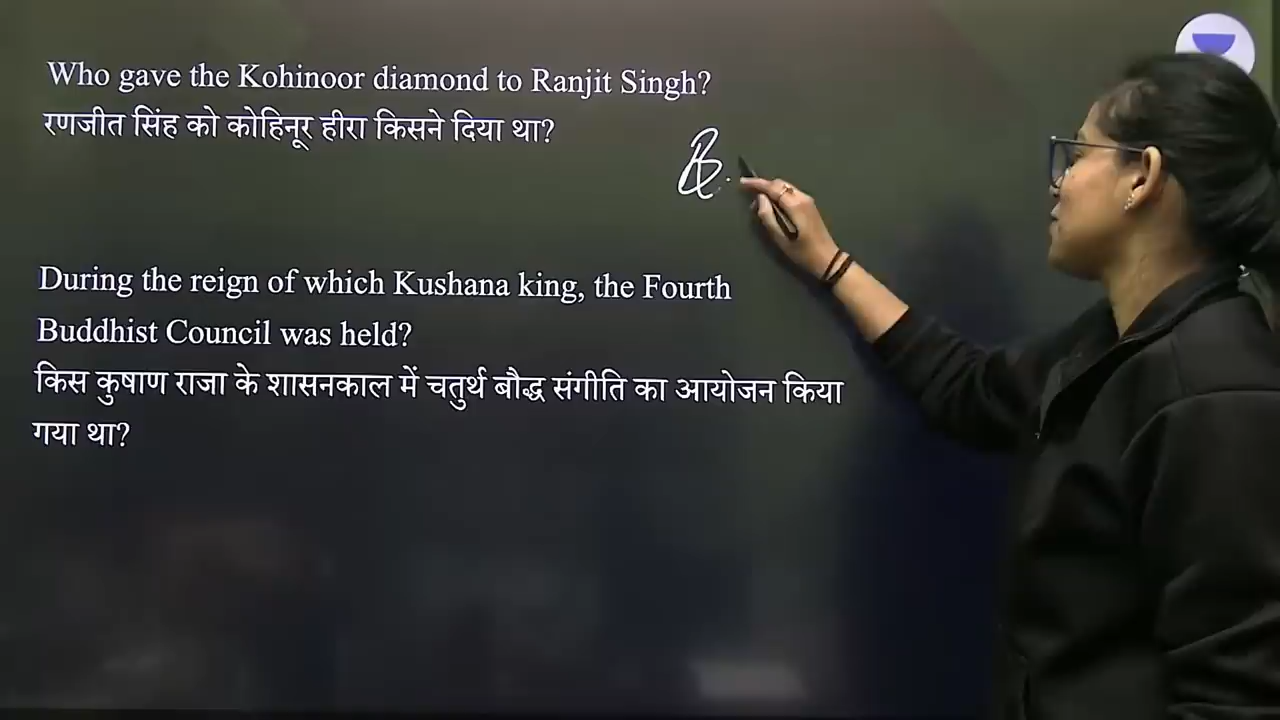 Who gave the Kohinoor diamond to Ranjit Singh?
रणजीत सिंह को कोहिनूर हीरा किसने दिया था?
During the reign of which Kushana king, the Fourth
Buddhist Council was held?
किस कुषाण राजा के शासनकाल में चतुर्थ बौद्ध संगीति का आयोजन किया
गया था?